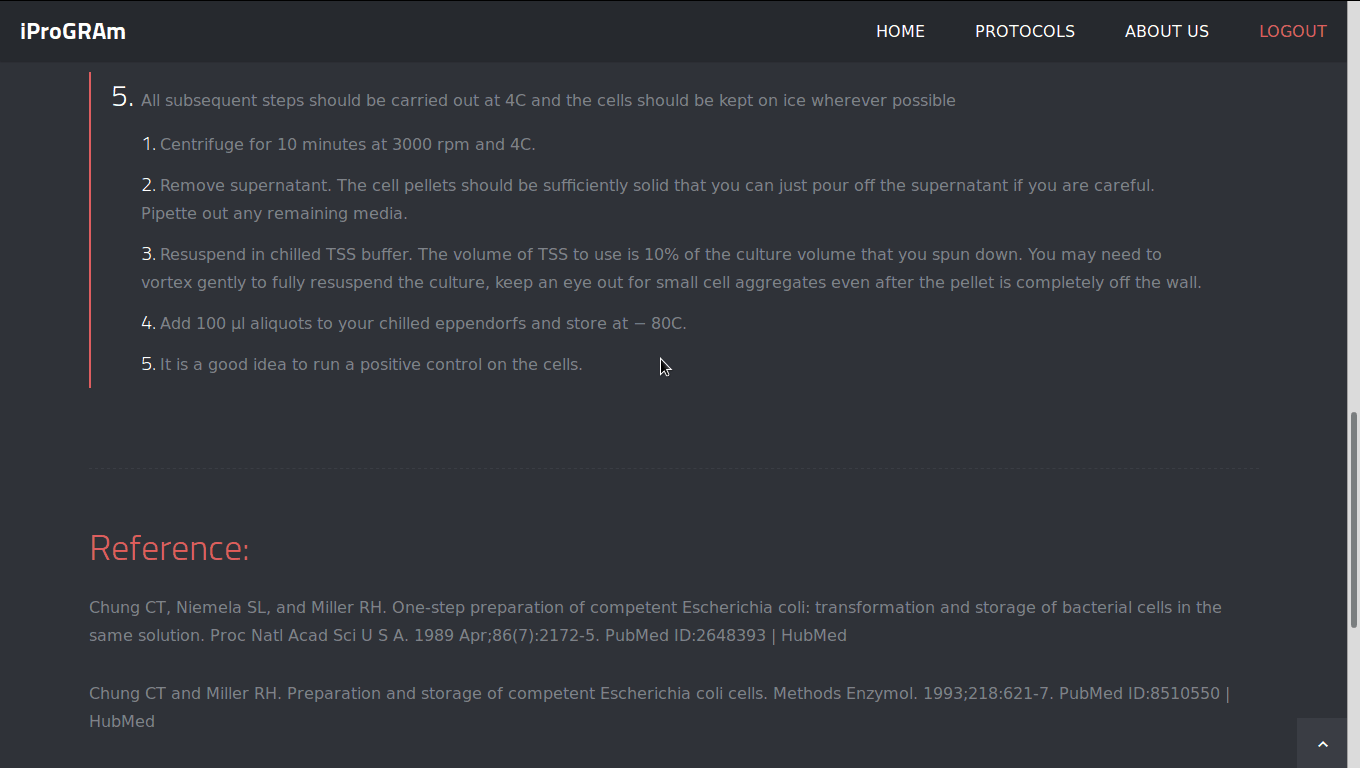 iProGRAm
HOME
PROTOCOLS
ABOUT US
LOGOUT
5. All subsequent steps should be carried out at 4C and the cells should be kept on ice wherever possible
1. Centrifuge for 10 minutes at 3000 rpm and 4C.
2. Remove supernatant. The cell pellets should be sufficiently solid that you can just pour off the supernatant if you are careful.
Pipette out any remaining media.
3. Resuspend in chilled TSS buffer. The volume of TSS to use is 10% of the culture volume that you spun down. You may need to
vortex gently to fully resuspend the culture, keep an eye out for small cell aggregates even after the pellet is completely off the wall.
4. Add 100 μl aliquots to your chilled eppendorfs and store at − 80C.
5. It is a good idea to run a positive control on the cells.
Reference:
Chung CT, Niemela SL, and Miller RH. One-step preparation of competent Escherichia coli: transformation and storage of bacterial cells in the
same solution. Proc Natl Acad Sci U S A. 1989 Apr;86(7):2172-5. PubMed ID:2648393 | HubMed
Chung CT and Miller RH. Preparation and storage of competent Escherichia coli cells. Methods Enzymol. 1993;218:621-7. PubMed ID:8510550 |
HubMed